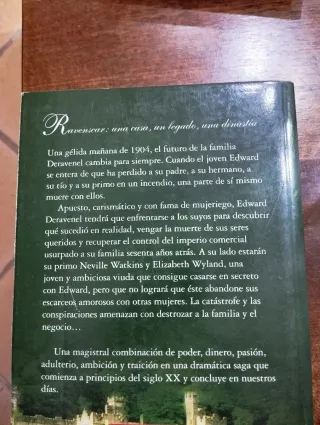 Ravenscar: una casa, un legado, una dinastía
Una gélida mañana de 1904, el futuro de la familia
Deravenel cambia para siempre. Cuando el joven Edward
se entera de que ha perdido a su padre, a su hermano, a
su tío y a su primo en un incendio, una parte de sí mismo
muere con ellos.
Apuesto, carismático y con fama de mujeriego, Edward
Deravenel tendrá que enfrentarse a los suyos para descubrir
qué sucedió en realidad, vengar la muerte de sus seres
queridos y recuperar el control del imperio comercial
usurpado a su familia sesenta años atrás. A su lado estarán
su primo Neville Watkins y Elizabeth Wyland, una
joven y ambiciosa viuda que consigue casarse en secreto
con Edward, pero que no logrará que éste abandone sus
escarceos amorosos con otras mujeres. La catástrofe y las
conspiraciones amenazan con destrozar a la familia y el
negocio...
Una magistral combinación de poder, dinero, pasión,
adulterio, ambición y traición en una dramática saga que
comienza a principios del siglo XX y concluye en nuestros
días.